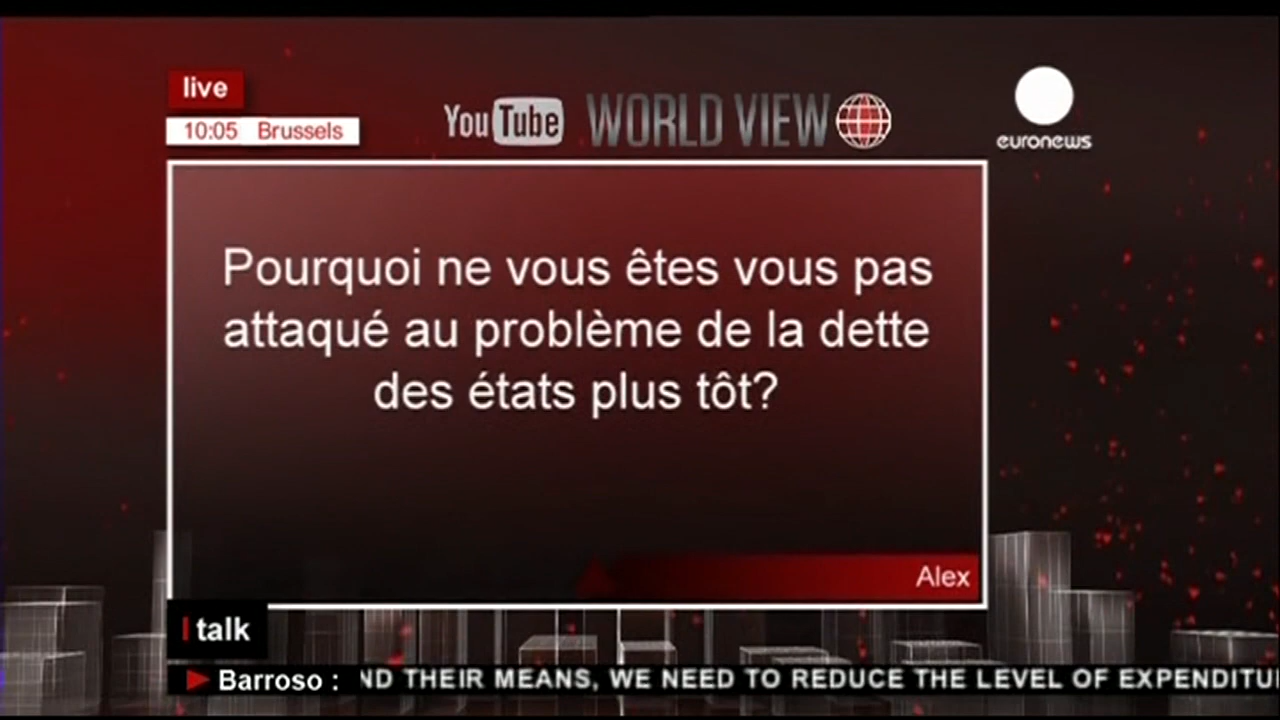 live
10:05 Brussels
YouTube WORLD VIEW
euronews
Pourquoi ne vous êtes vous pas
attaqué au problème de la dette
des états plus tôt?
Alex
I talk
Barroso : ND THEIR MEANS, WE NEED TO REDUCE THE LEVEL OF EXPENDITU